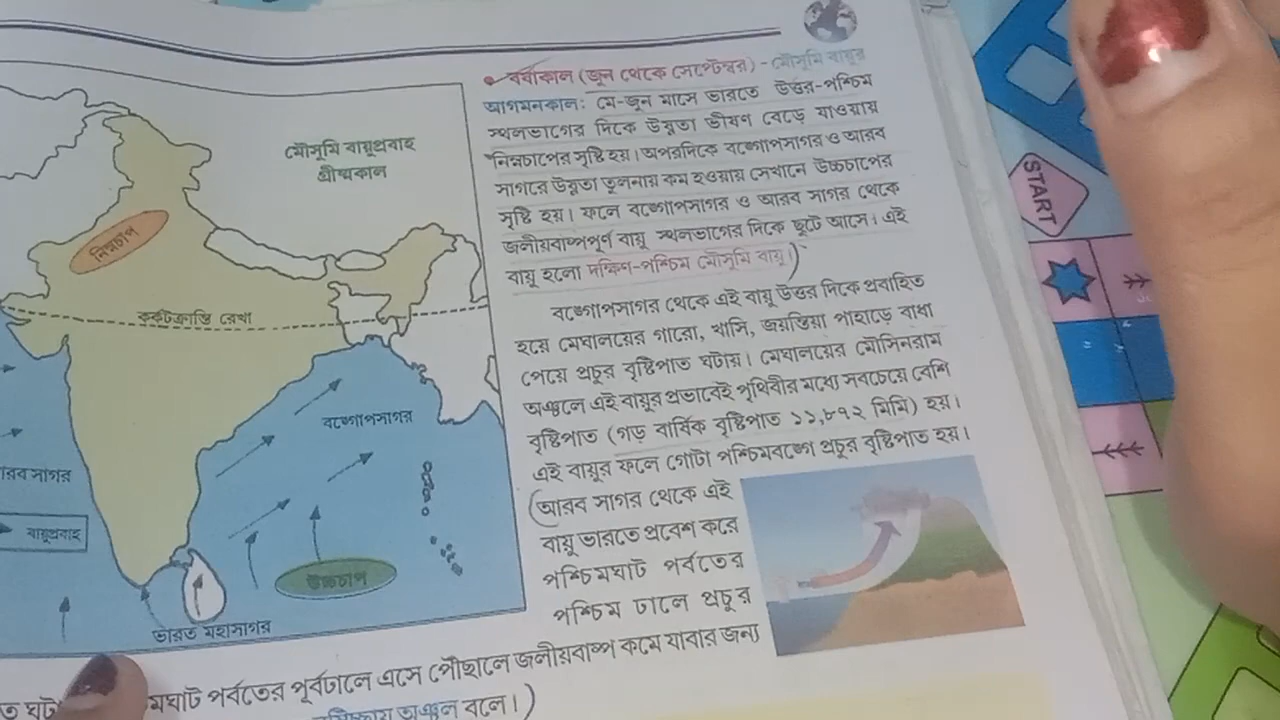 মৌসুমি বায়ুপ্রবাহ
গ্রীষ্মকাল
নিম্নচাপ
কর্কটক্রান্তি রেখা
বঙ্গোপসাগর
আরব সাগর
বায়ুপ্রবাহ
উচ্চচাপ
ভারত মহাসাগর
• বর্ষাকাল (জুন থেকে সেপ্টেম্বর) - মৌসুমি বায়ুর
আগমনকাল: মে-জুন মাসে ভারতে উত্তর-পশ্চিম
স্থলভাগের দিকে উষ্ণতা ভীষণ বেড়ে যাওয়ায়
নিম্নচাপের সৃষ্টি হয়। অপরদিকে বঙ্গোপসাগর ও আরব
সাগরে উষ্ণতা তুলনায় কম হওয়ায় সেখানে উচ্চচাপের
সৃষ্টি হয়। ফলে বঙ্গোপসাগর ও আরব সাগর থেকে
জলীয়বাষ্পপূর্ণ বায়ু স্থলভাগের দিকে ছুটে আসে। এই
বায়ু হলো দক্ষিণ-পশ্চিম মৌসুমি বায়ু।)
বঙ্গোপসাগর থেকে এই বায়ু উত্তর দিকে প্রবাহিত
হয়ে মেঘালয়ের গারো, খাসি, জয়ন্তিয়া পাহাড়ে বাধা
পেয়ে প্রচুর বৃষ্টিপাত ঘটায়। মেঘালয়ের মৌসিনরাম
অঞ্চলে এই বায়ুর প্রভাবেই পৃথিবীর মধ্যে সবচেয়ে বেশি
বৃষ্টিপাত (গড় বার্ষিক বৃষ্টিপাত ১১,৮৭২ মিমি) হয়।
এই বায়ুর ফলে গোটা পশ্চিমবঙ্গে প্রচুর বৃষ্টিপাত হয়।
(আরব সাগর থেকে এই
বায়ু ভারতে প্রবেশ করে
পশ্চিমঘাট পর্বতের
পশ্চিম ঢালে প্রচুর
মঘাট পর্বতের পূর্বঢালে এসে পৌঁছালে জলীয়বাষ্প কমে যাবার জন্য
অঞ্চল বলে।)
START